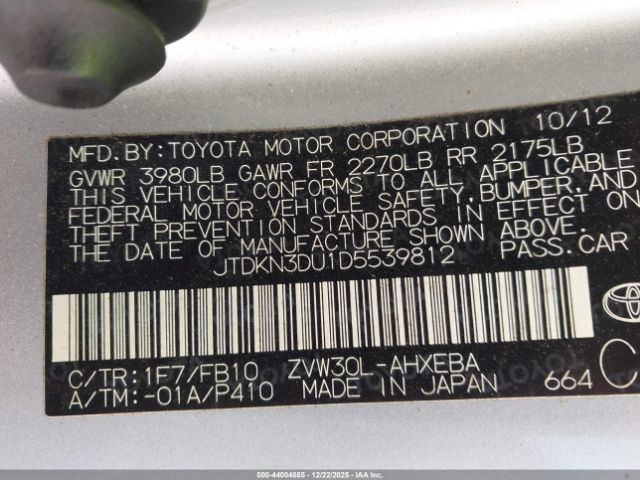 MFD. BY: TOYOTA MOTOR CORPORATION 10/12
GVWR 3980LB GAWR FR 2270LB RR 2175LB
THIS VEHICLE CONFORMS TO ALL APPLICABLE
FEDERAL MOTOR VEHICLE SAFETY, BUMPER, AND
THEFT PREVENTION STANDARDS IN EFFECT ON
THE DATE OF MANUFACTURE SHOWN ABOVE.
JTDKN3DU1D5539812 PASS. CAR
C/TR: 1F7/FB10 ZVW30L-AHXEBA
A/TM: -01A/P410 MADE IN JAPAN 664
C
000-44004885 | 12/22/2025 - IAA Inc.